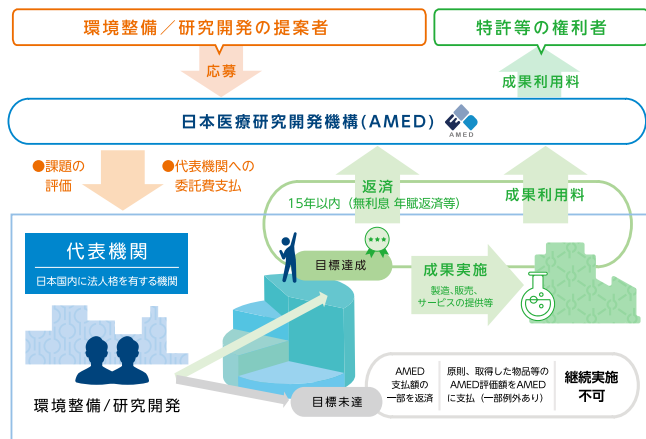 環境整備／研究開発の提案者
特許等の権利者
応募
成果利用料
日本医療研究開発機構(AMED)
AMED
●課題の
評価
●代表機関への
委託費支払
返済
15年以内（無利息 年賦返済等）
成果利用料
代表機関
日本国内に法人格を有する機関
目標達成
成果実施
製造、販売、
サービスの提供等
環境整備/研究開発
目標未達
AMED
支払額の
一部を返済
原則、取得した物品等の
AMED評価額をAMED
に支払（一部例外あり）
継続実施
不可